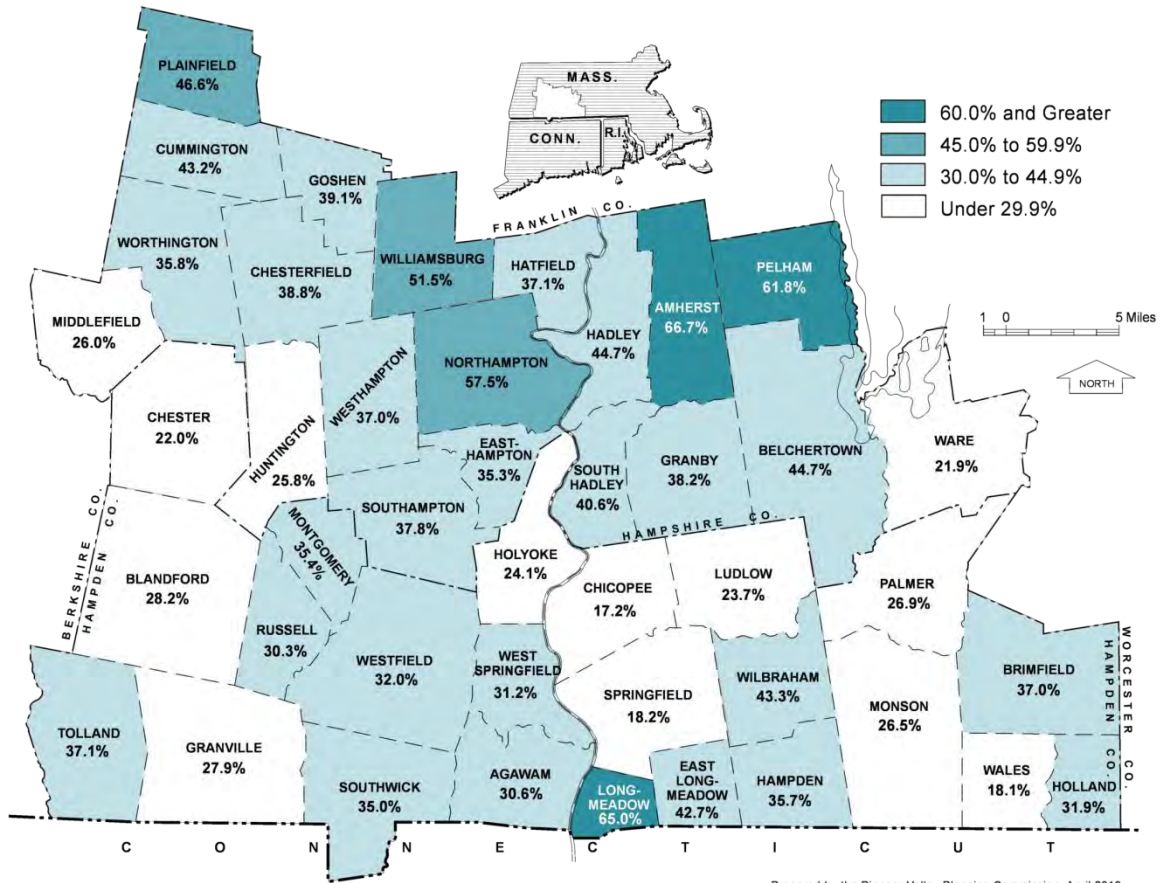 PLAINFIELD
46.6%
MASS.
CONN.
R.I.
60.0% and Greater
45.0% to 59.9%
30.0% to 44.9%
Under 29.9%
CUMMINGTON
43.2%
GOSHEN
39.1%
FRANKLIN CO.
WORTHINGTON
35.8%
CHESTERFIELD
38.8%
WILLIAMSBURG
51.5%
HATFIELD
37.1%
HADLEY
44.7%
AMHERST
66.7%
PELHAM
61.8%
MIDDLEFIELD
26.0%
1 0 5 Miles
NORTH
NORTHAMPTON
57.5%
WESTHAMPTON
37.0%
CHESTER
22.0%
HUNTINGTON
25.8%
EAST-
HAMPTON
35.3%
SOUTH
HADLEY
40.6%
GRANBY
38.2%
BELCHERTOWN
44.7%
WARE
21.9%
SOUTHAMPTON
37.8%
MONTGOMERY
35.4%
HAMPSHIRE CO.
BERKSHIRE CO.
HAMPDEN CO.
BLANDFORD
28.2%
HOLYOKE
24.1%
CHICOPEE
17.2%
LUDLOW
23.7%
PALMER
26.9%
RUSSELL
30.3%
WESTFIELD
32.0%
WEST
SPRINGFIELD
31.2%
SPRINGFIELD
18.2%
WILBRAHAM
43.3%
MONSON
26.5%
BRIMFIELD
37.0%
WORCESTER CO.
HAMPDEN CO.
TOLLAND
37.1%
GRANVILLE
27.9%
SOUTHWICK
35.0%
AGAWAM
30.6%
LONG-
MEADOW
65.0%
EAST
LONG-
MEADOW
42.7%
HAMPDEN
35.7%
WALES
18.1%
HOLLAND
31.9%
CONNECTICUT